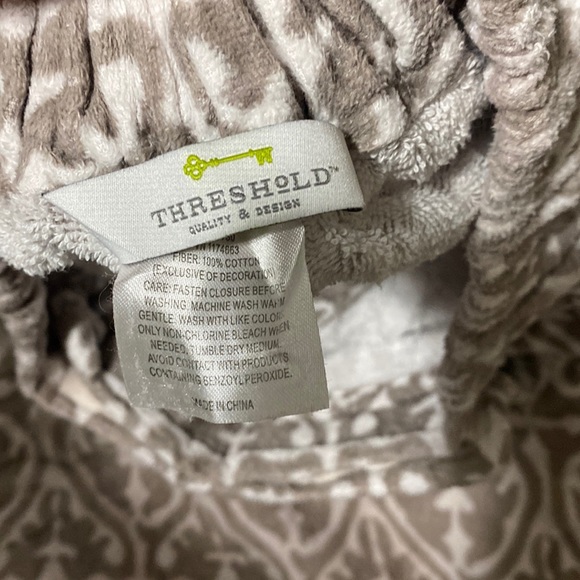 THRESHOLD™
QUALITY & DESIGN
1174663
FIBER: 100% COTTON
(EXCLUSIVE OF DECORATION)
CARE: FASTEN CLOSURE BEFORE
WASHING. MACHINE WASH WARM
GENTLE. WASH WITH LIKE COLORS
ONLY NON-CHLORINE BLEACH WHEN
NEEDED. TUMBLE DRY MEDIUM.
AVOID CONTACT WITH PRODUCTS
CONTAINING BENZOYL PEROXIDE.
MADE IN CHINA